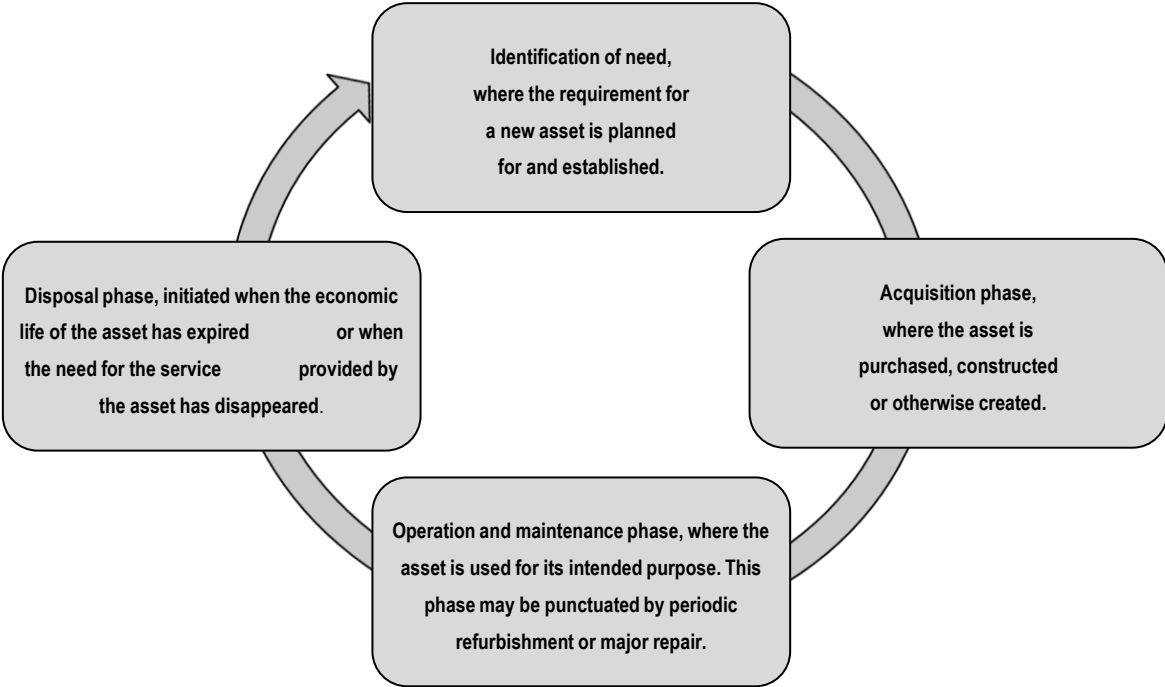 Identification of need,
where the requirement for
a new asset is planned
for and established.
Acquisition phase,
where the asset is
purchased, constructed
or otherwise created.
Operation and maintenance phase, where the
asset is used for its intended purpose. This
phase may be punctuated by periodic
refurbishment or major repair.
Disposal phase, initiated when the economic
life of the asset has expired or when
the need for the service provided by
the asset has disappeared.